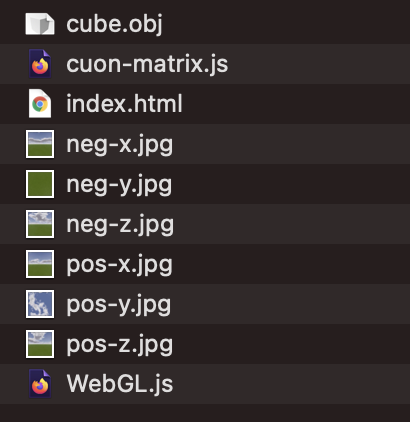 cube.obj
cuon-matrix.js
index.html
neg-x.jpg
neg-y.jpg
neg-z.jpg
pos-x.jpg
pos-y.jpg
pos-z.jpg
WebGL.js